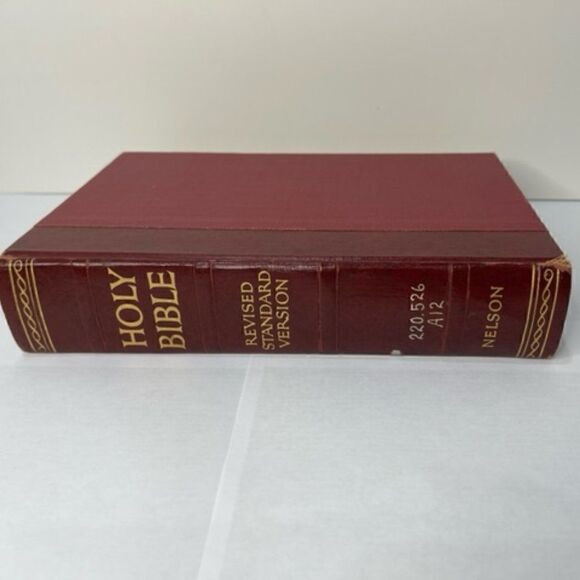 HOLY
BIBLE
REVISED
STANDARD
VERSION
220.526
A12
NELSON